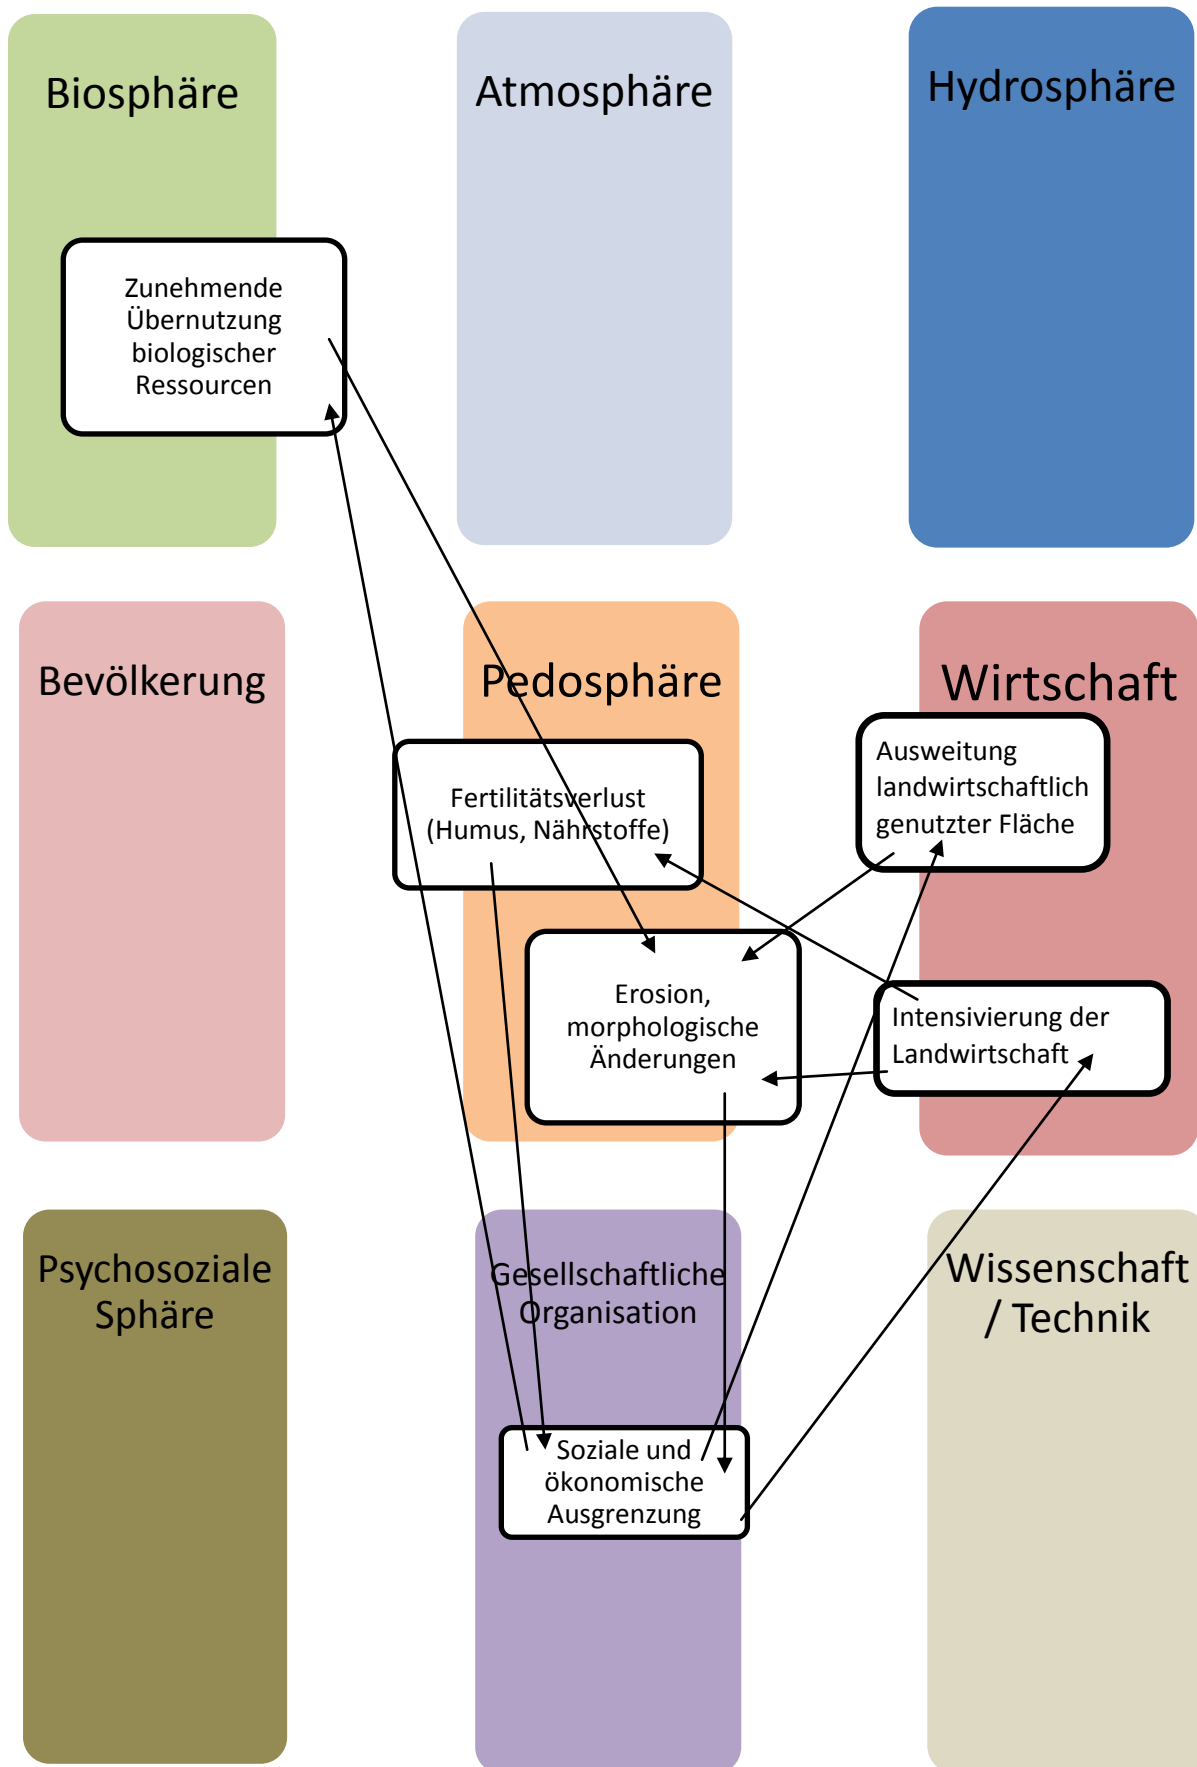 Biosphäre
Atmosphäre
Hydrosphäre
Zunehmende
Übernutzung
biologischer
Ressourcen
Bevölkerung
Pedosphäre
Wirtschaft
Fertilitätsverlust
(Humus, Nährstoffe)
Ausweitung
landwirtschaftlich
genutzter Fläche
Erosion,
morphologische
Änderungen
Intensivierung der
Landwirtschaft
Psychosoziale
Sphäre
Gesellschaftliche
Organisation
Wissenschaft
/ Technik
Soziale und
ökonomische
Ausgrenzung